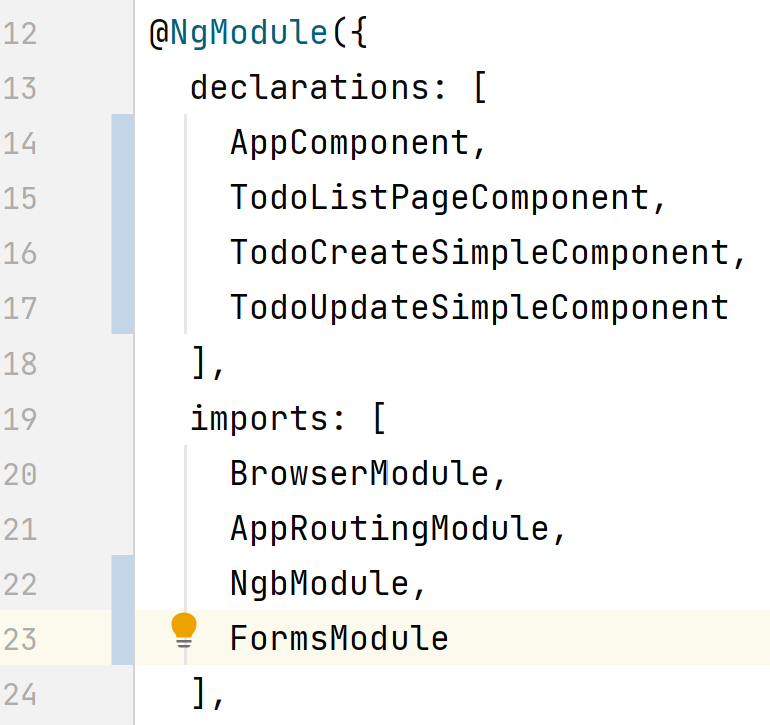 12 @NgModule({
13   declarations: [
14     AppComponent,
15     TodoListPageComponent,
16     TodoCreateSimpleComponent,
17     TodoUpdateSimpleComponent
18   ],
19   imports: [
20     BrowserModule,
21     AppRoutingModule,
22     NgbModule,
23     FormsModule
24   ],